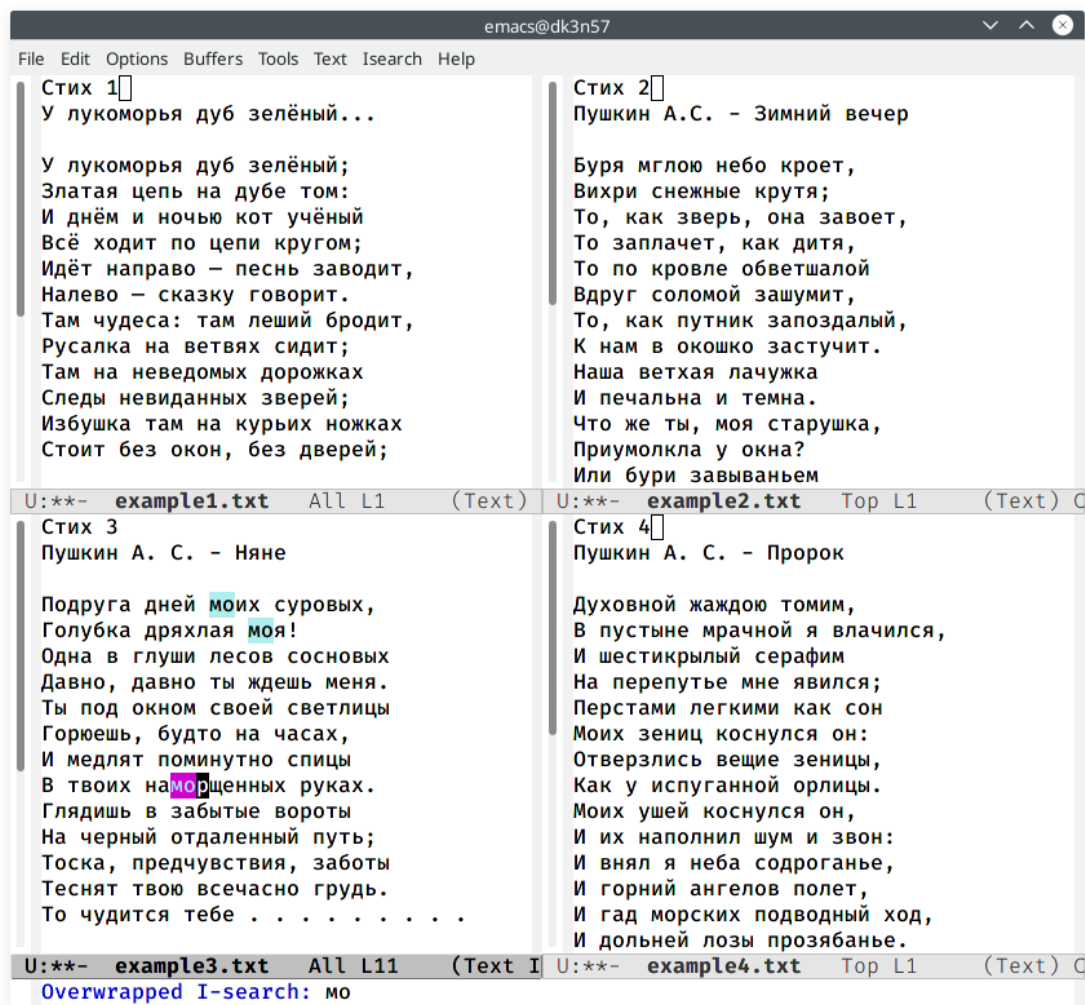 emacs@dk3n57
File Edit Options Buffers Tools Text Isearch Help
Стих 1
У лукоморья дуб зелёный...
У лукоморья дуб зелёный;
Златая цепь на дубе том:
И днём и ночью кот учёный
Всё ходит по цепи кругом;
Идёт направо — песнь заводит,
Налево — сказку говорит.
Там чудеса: там леший бродит,
Русалка на ветвях сидит;
Там на неведомых дорожках
Следы невиданных зверей;
Избушка там на курьих ножках
Стоит без окон, без дверей;
U:**- example1.txt All L1 (Text)
Стих 2
Пушкин А.С. - Зимний вечер
Буря мглою небо кроет,
Вихри снежные крутя;
То, как зверь, она завоет,
То заплачет, как дитя,
То по кровле обветшалой
Вдруг соломой зашумит,
То, как путник запоздалый,
К нам в окошко застучит.
Наша ветхая лачужка
И печальна и темна.
Что же ты, моя старушка,
Приумолкла у окна?
Или бури завываньем
U:**- example2.txt Top L1 (Text)
Стих 3
Пушкин А. С. - Няне
Подруга дней моих суровых,
Голубка дряхлая моя!
Одна в глуши лесов сосновых
Давно, давно ты ждешь меня.
Ты под окном своей светлицы
Горюешь, будто на часах,
И медлят поминутно спицы
В твоих наморщенных руках.
Глядишь в забытые вороты
На черный отдаленный путь;
Тоска, предчувствия, заботы
Теснят твою всечасно грудь.
То чудится тебе . . . . . . . . .
U:**- example3.txt All L11 (Text I
Стих 4
Пушкин А. С. - Пророк
Духовной жаждою томим,
В пустыне мрачной я влачился,
И шестикрылый серафим
На перепутье мне явился;
Перстами легкими как сон
Моих зениц коснулся он:
Отверзлись вещие зеницы,
Как у испуганной орлицы.
Моих ушей коснулся он,
И их наполнил шум и звон:
И внял я неба содроганье,
И горний ангелов полет,
И гад морских подводный ход,
И дольней лозы прозябанье.
U:**- example4.txt Top L1 (Text)
Overwrapped I-search: мо